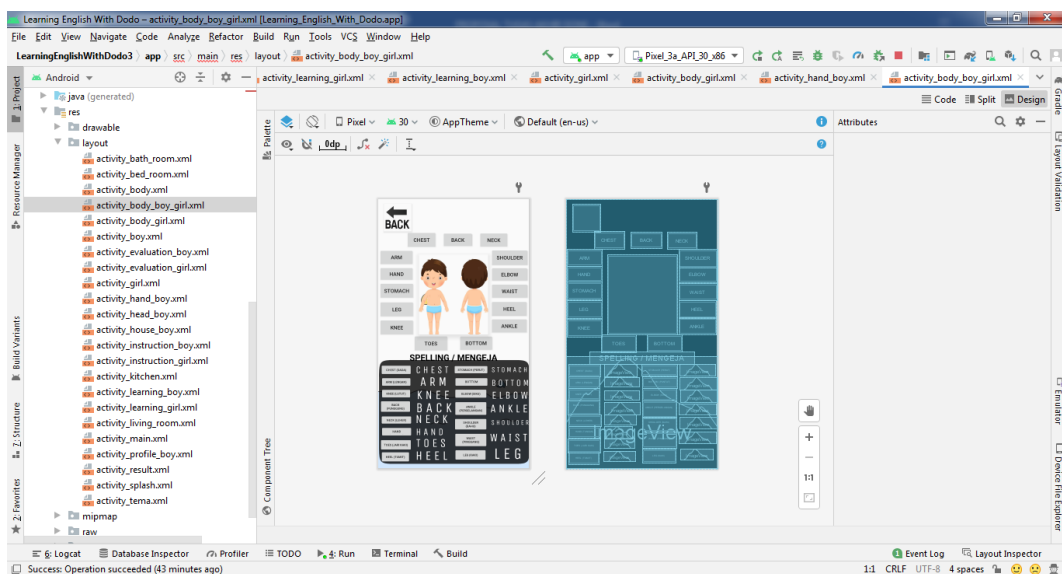 Learning English With Dodo – activity_body_boy_girl.xml [Learning_English_With_Dodo.app]
File Edit View Navigate Code Analyze Refactor Build Run Tools VCS Window Help
LearningEnglishWithDodo3 app src main res layout activity_body_boy_girl.xml app Pixel_3a_API_30_x86
Android activity_learning_girl.xml activity_learning_boy.xml activity_girl.xml activity_body_girl.xml activity_hand_boy.xml activity_body_boy_girl.xml
java (generated) Code Split Design
res
drawable Pixel 30 AppTheme Default (en-us) Attributes
layout 0dp
activity_bath_room.xml
activity_bed_room.xml
activity_body.xml
activity_body_boy_girl.xml
activity_body_girl.xml
activity_boy.xml
activity_evaluation_boy.xml
activity_evaluation_girl.xml
activity_girl.xml
activity_hand_boy.xml
activity_head_boy.xml
activity_house_boy.xml
activity_instruction_boy.xml
activity_instruction_girl.xml
activity_kitchen.xml
activity_learning_boy.xml
activity_learning_girl.xml
activity_living_room.xml
activity_main.xml
activity_profile_boy.xml
activity_result.xml
activity_splash.xml
activity_tema.xml
mipmap
raw
1: Project
Resource Manager
Build Variants
7: Structure
2: Favorites
Palette
Component Tree
BACK
CHEST BACK NECK
ARM SHOULDER
HAND ELBOW
STOMACH WAIST
LEG HEEL
KNEE ANKLE
TOES BOTTOM
SPELLING / MENGEJA
CHEST STOMACH
ARM BOTTOM
KNEE ELBOW
BACK ANKLE
NECK SHOULDER
HAND
TOES WAIST
HEEL LEG
CHEST BACK NECK
ARM SHOULDER
HAND ELBOW
STOMACH WAIST
LEG HEEL
KNEE ANKLE
TOES BOTTOM
SPELLING / MENGEJA
ImageView
1:1
Gradle
Layout Validation
Emulator
Device File Explorer
6: Logcat Database Inspector Profiler TODO 4: Run Terminal Build Event Log Layout Inspector
Success: Operation succeeded (43 minutes ago) 1:1 CRLF UTF-8 4 spaces